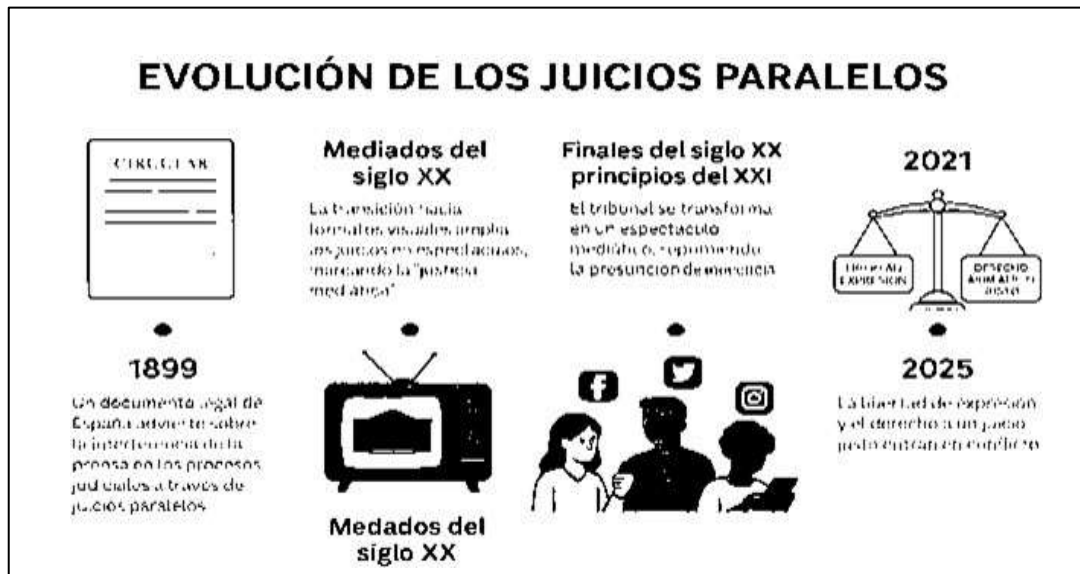 EVOLUCIÓN DE LOS JUICIOS PARALELOS
CIRCULAR
1899
Un documento legal de
España advierte sobre
la interferencia de la
prensa en los procesos
judiciales a través de
juicios paralelos
Mediados del
siglo XX
La transición hacia
formatos visuales amplía
los juicios en espectáculos,
marcando la "justicia
mediática"
Medados del
siglo XX
Finales del siglo XX
principios del XXI
El tribunal se transforma
en un espectáculo
mediático,
la presunción de inocencia
2021
EXPRESIÓN
DERECHO
2025
La libertad de expresión
y el derecho a un juicio
justo entran en conflicto